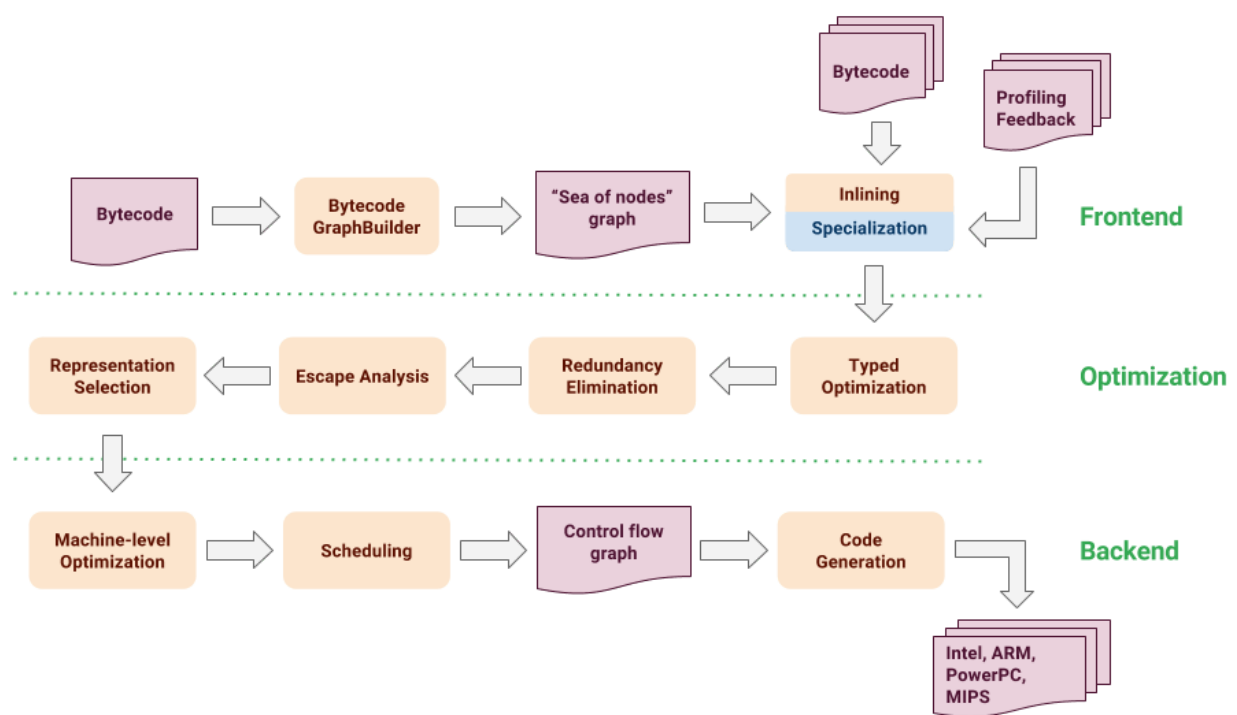 Bytecode
Profiling
Feedback
Bytecode
Bytecode
GraphBuilder
“Sea of nodes”
graph
Inlining
Specialization
Frontend
Representation
Selection
Escape Analysis
Redundancy
Elimination
Typed
Optimization
Optimization
Machine-level
Optimization
Scheduling
Control flow
graph
Code
Generation
Backend
Intel, ARM,
PowerPC,
MIPS